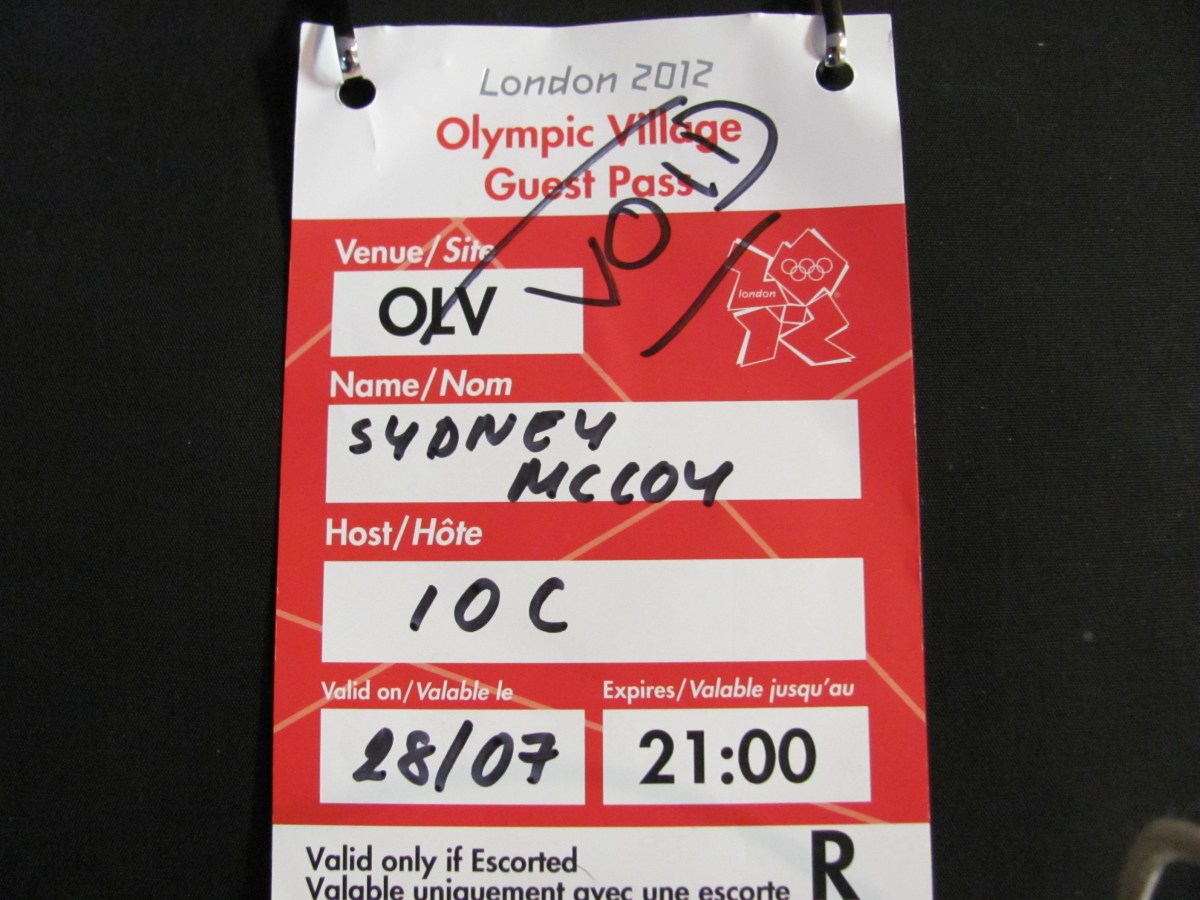 London 2012
Olympic Village
Guest Pass
VOID
Venue/Site
OLV
london
Name/Nom
SYDNEY
MCCOY
Host/Hôte
IOC
Valid on/Valable le
Expires/Valable jusqu'au
28/07
21:00
Valid only if Escorted
R
Valable uniquement avec une escorte